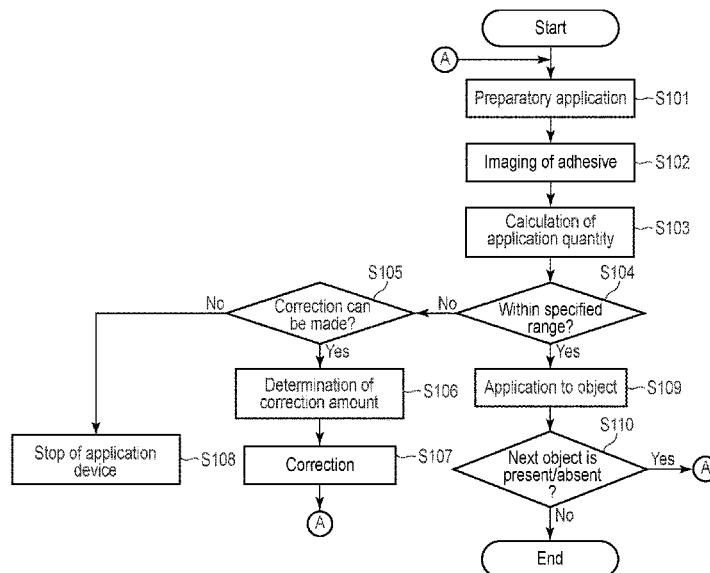 Start
A
Preparatory application
S101
Imaging of adhesive
S102
Calculation of
application quantity
S103
S104
Within specified
range?
No
Yes
S105
Correction can
be made?
No
Yes
Determination of
correction amount
S106
Application to object
S109
Stop of application
device
S108
Correction
S107
A
S110
Next object is
present/absent
?
Yes
A
No
End